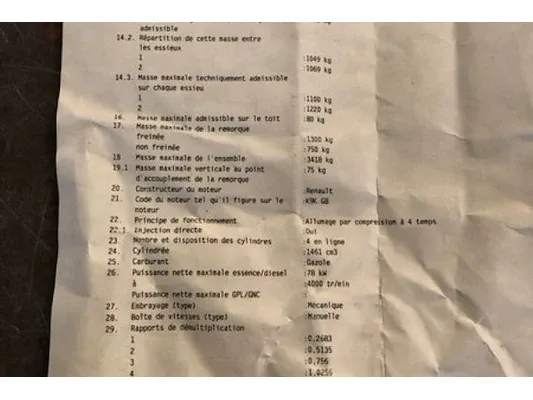 admissible
14.2. Répartition de cette masse entre
les essieux
1 :1049 kg
2 :1069 kg
14.3. Masse maximale techniquement admissible
sur chaque essieu
1 :1100 kg
2 :1220 kg
16. Masse maximale admissible sur le toit :80 kg
17. Masse maximale de la remorque
freinée :1300 kg
non freinée :750 kg
18. Masse maximale de l'ensemble :3418 kg
19.1 Masse maximale verticale au point :75 kg
d'accouplement de la remorque
20. Constructeur du moteur :Renault
21. Code du moteur tel qu'il figure sur le :K9K GB
moteur
22. Principe de fonctionnement :Allumage par compression à 4 temps
22.1. Injection directe :Oui
23. Nombre et disposition des cylindres :4 en ligne
24. Cylindrée :1461 cm3
25. Carburant :Gazole
26. Puissance nette maximale essence/diesel :78 kW
à :4000 tr/min
Puissance nette maximale GPL/GNC :
27. Embrayage (type) :Mécanique
28. Boîte de vitesses (type) :Manuelle
29. Rapports de démultiplication
1 :0.2683
2 :0.5135
3 :0.756
4 :1.0256